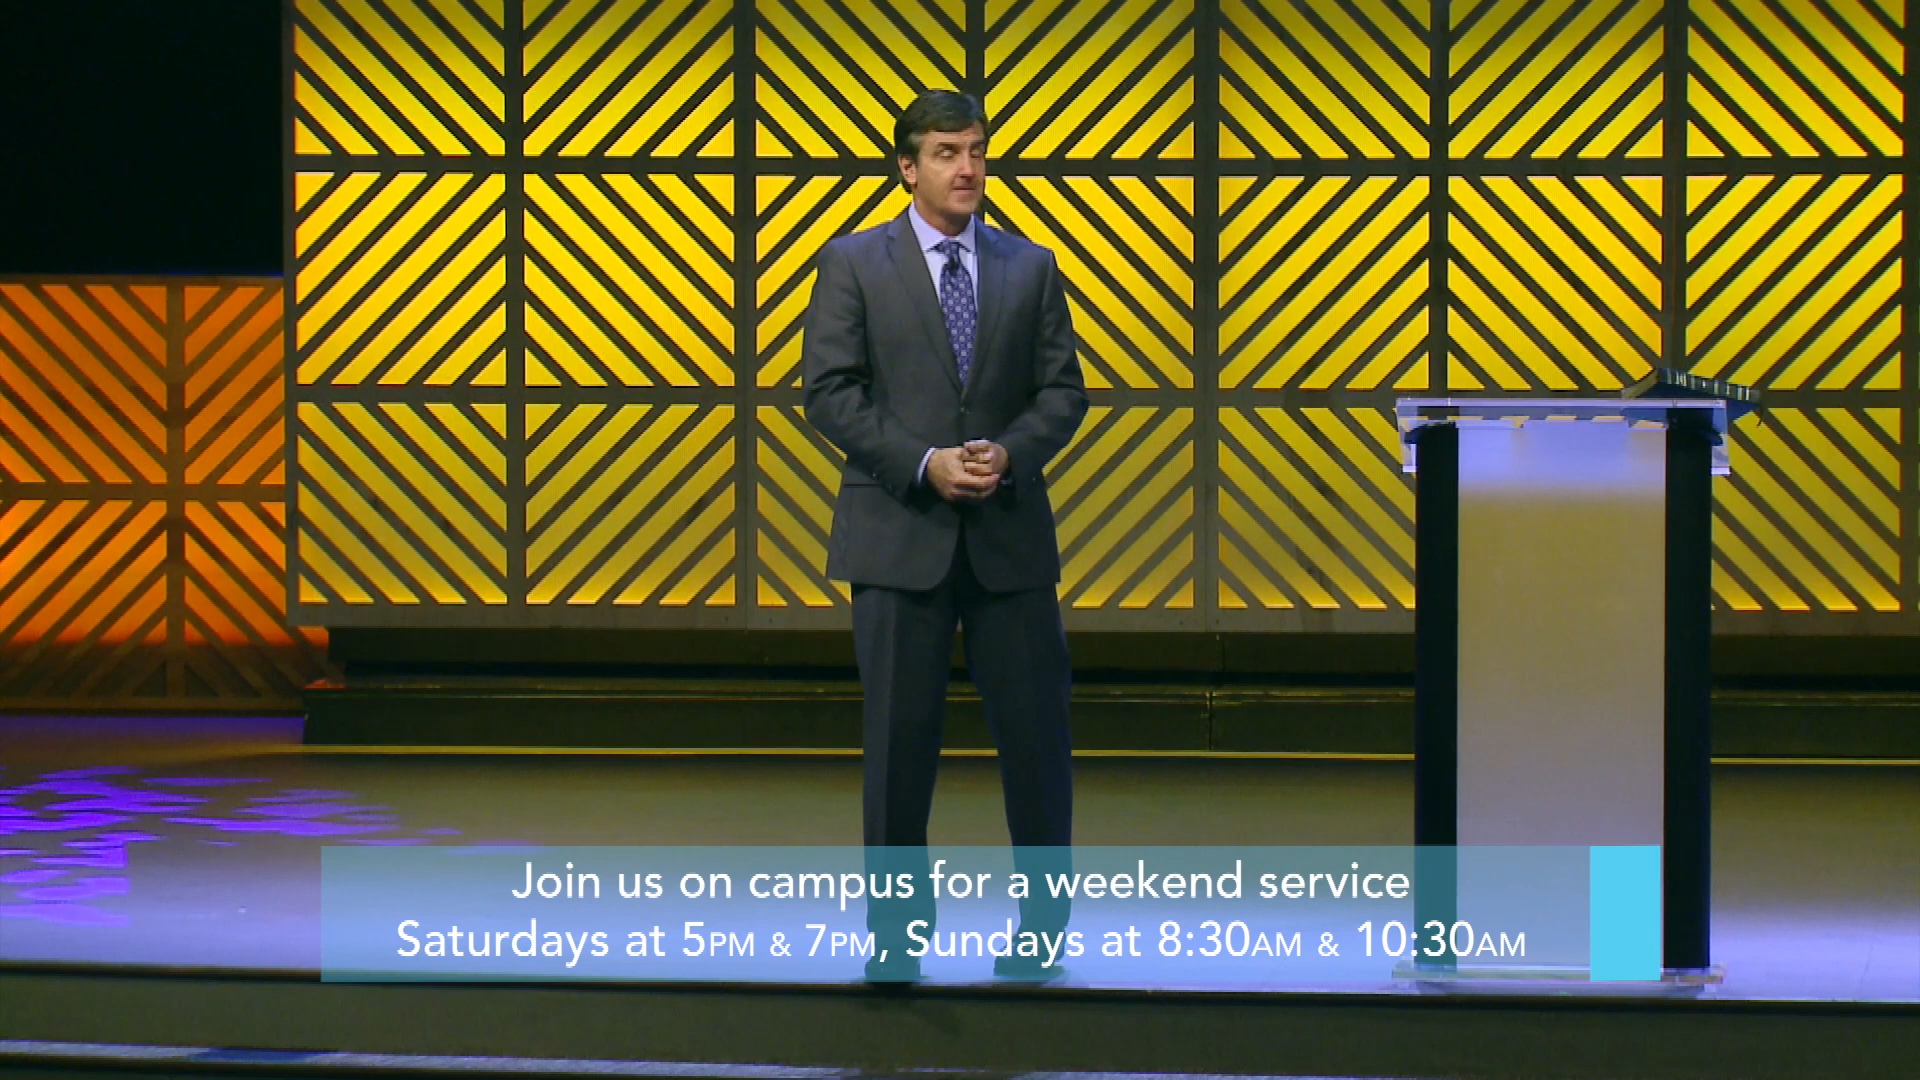 Join us on campus for a weekend service
Saturdays at 5PM & 7PM, Sundays at 8:30AM & 10:30AM